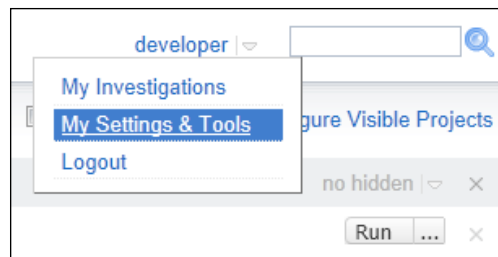 developer
My Investigations
My Settings & Tools
gure Visible Projects
Logout
no hidden
Run ...